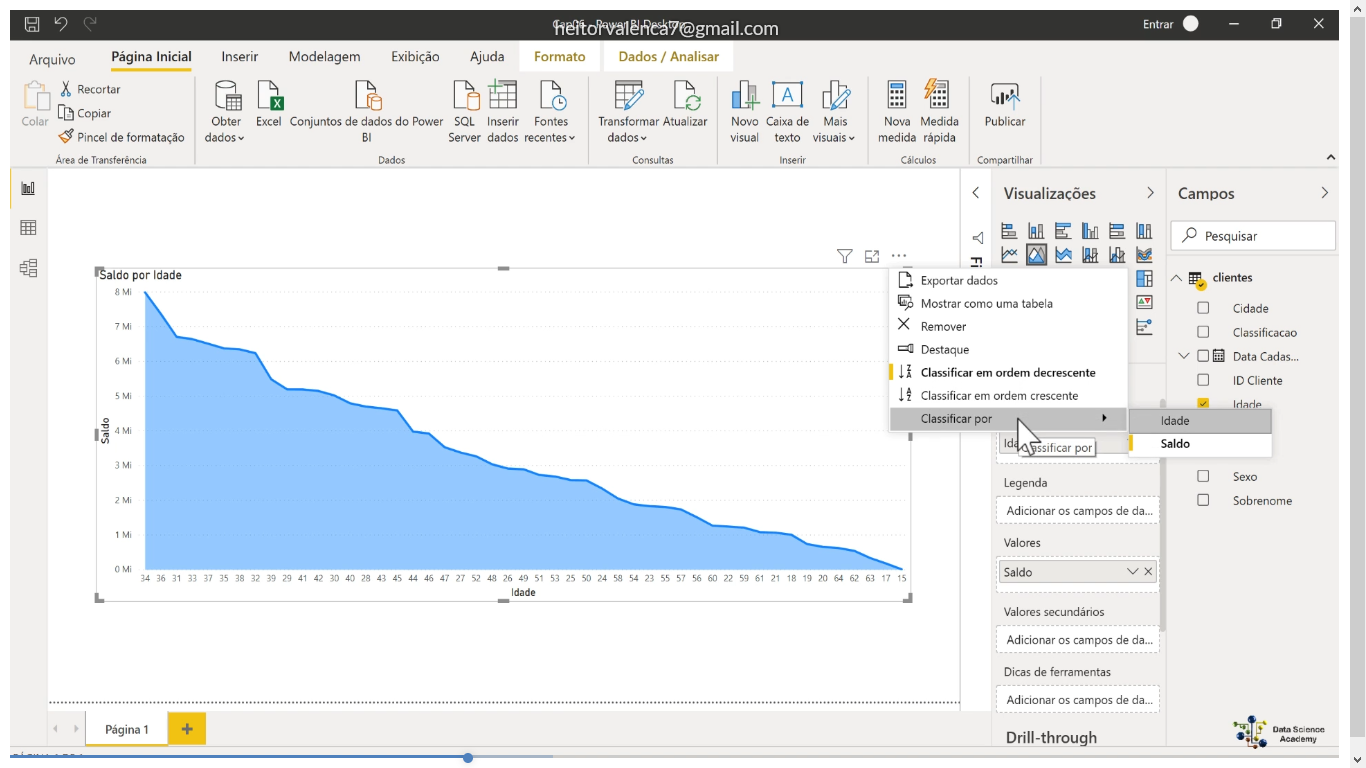 Entrar
heitorvalenca7@gmail.com
Arquivo
Página Inicial
Inserir
Modelagem
Exibição
Ajuda
Formato
Dados / Analisar
Colar
Recortar
Copiar
Pincel de formatação
Área de Transferência
Obter dados
Excel
Conjuntos de dados do Power BI
SQL Server
Inserir dados
Fontes recentes
Dados
Transformar dados
Atualizar
Consultas
Novo visual
Caixa de texto
Mais visuais
Inserir
Nova medida
Medida rápida
Cálculos
Publicar
Compartilhar
Saldo por Idade
8 Mi
7 Mi
6 Mi
5 Mi
4 Mi
3 Mi
2 Mi
1 Mi
0 Mi
Saldo
34 36 31 33 37 35 38 32 39 29 41 42 30 40 28 43 45 44 46 47 27 52 48 26 49 51 53 25 50 24 58 54 23 55 57 56 60 22 59 61 21 18 19 20 64 62 63 17 15
Idade
Exportar dados
Mostrar como uma tabela
Remover
Destaque
Classificar em ordem decrescente
Classificar em ordem crescente
Classificar por
Idade
Saldo
Visualizações
Legenda
Adicionar os campos de da...
Valores
Saldo
Valores secundários
Adicionar os campos de da...
Dicas de ferramentas
Adicionar os campos de da...
Drill-through
Campos
Pesquisar
clientes
Cidade
Classificacao
Data Cadas...
ID Cliente
Idade
Sexo
Sobrenome
Página 1
Data Science
Academy